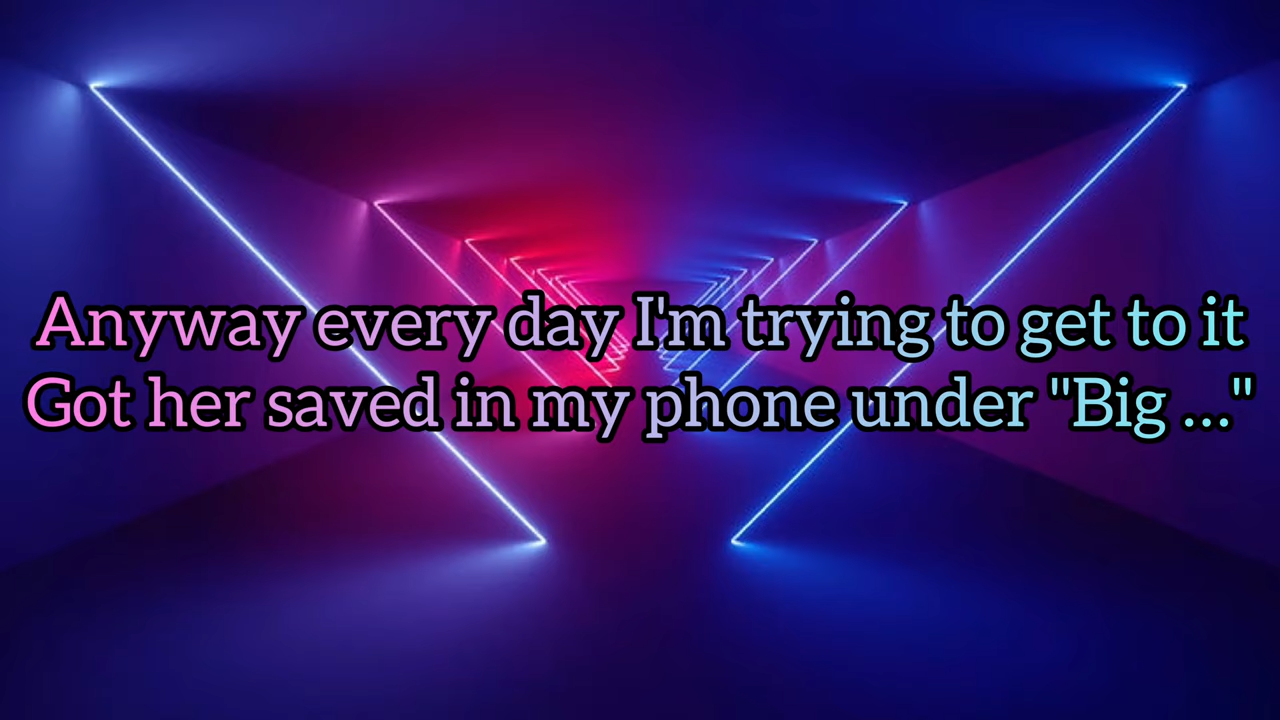 Anyway every day I'm trying to get to it
Got her saved in my phone under "Big ..."